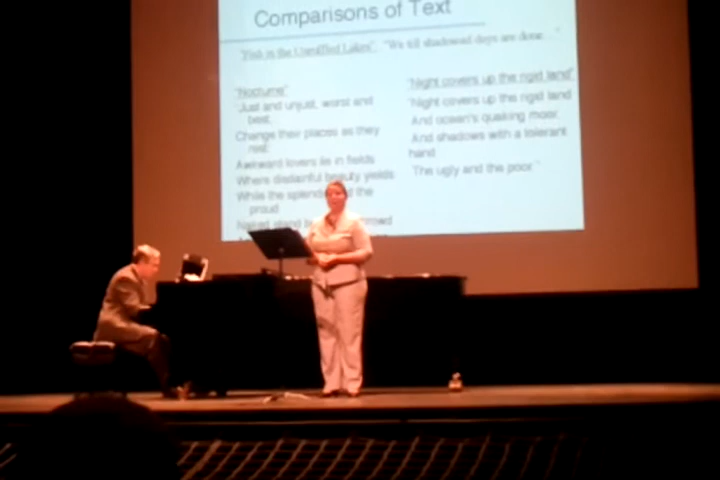 Comparisons of Text
"Fish in the Unruffled Lakes" "We till shadowed days are done..."
"Nocturne"
"Just and unjust, worst and
best,
Change their places as they
rest:
Awkward lovers lie in fields
Where disdainful beauty yields
While the splendid and the
proud
Naked stand
"Night covers up the rigid land"
"Night covers up the rigid land
And ocean's quaking moor,
And shadows with a tolerant
hand
The ugly and the poor."